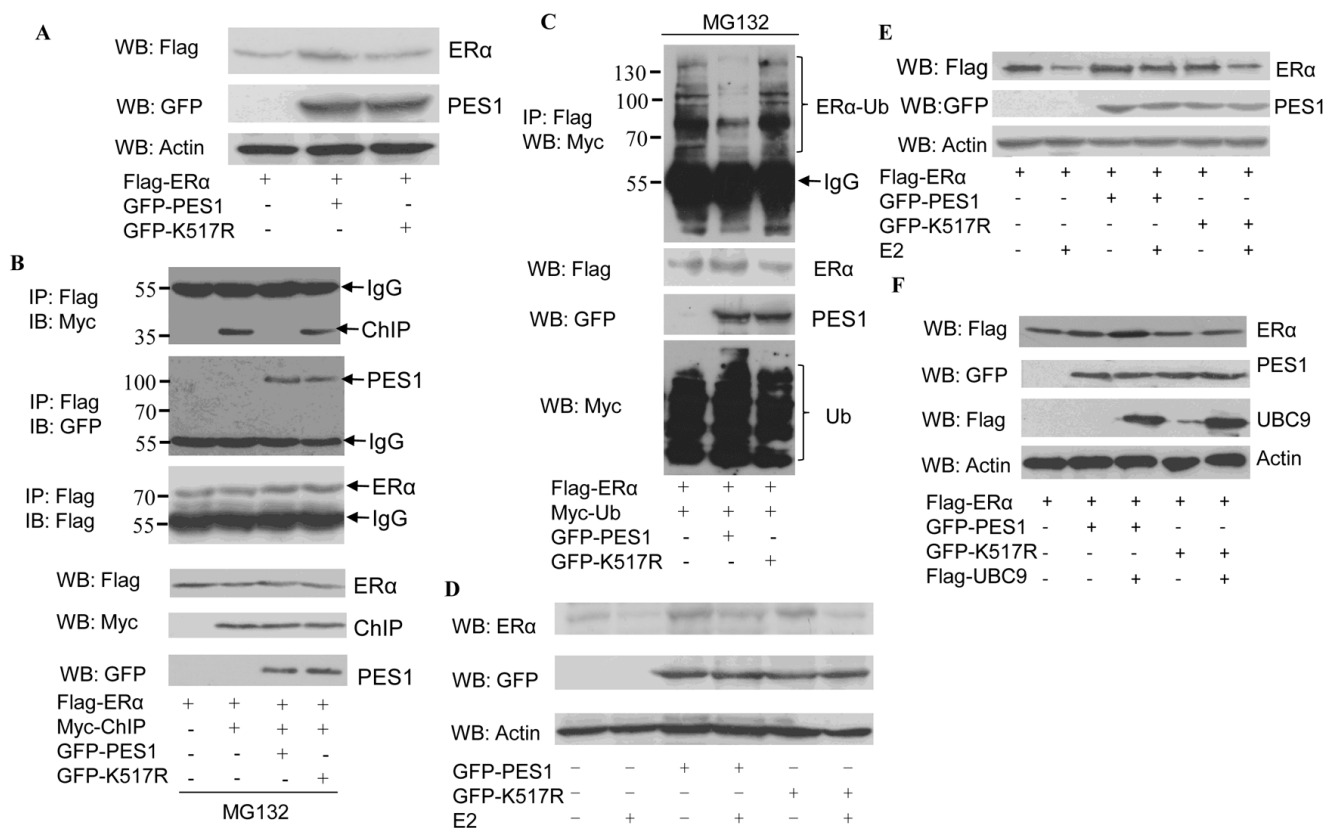 A
WB: Flag ERα
WB: GFP PES1
WB: Actin
Flag-ERα + + +
GFP-PES1 - + -
GFP-K517R - - +
B
IP: Flag
IB: Myc
55 IgG
35 ChIP
IP: Flag
IB: GFP
100 PES1
70
55 IgG
IP: Flag
IB: Flag
70 ERα
55 IgG
WB: Flag ERα
WB: Myc ChIP
WB: GFP PES1
Flag-ERα + + + +
Myc-ChIP - + + +
GFP-PES1 - - + -
GFP-K517R - - - +
MG132
C
MG132
IP: Flag
WB: Myc
130
100
70
55
ERα-Ub
IgG
WB: Flag ERα
WB: GFP PES1
WB: Myc Ub
Flag-ERα + + +
Myc-Ub + + +
GFP-PES1 - + -
GFP-K517R - - +
D
WB: ERα
WB: GFP
WB: Actin
GFP-PES1 − − + + − −
GFP-K517R − − − − + +
E2 − + − + − +
E
WB: Flag ERα
WB:GFP PES1
WB: Actin
Flag-ERα + + + + + +
GFP-PES1 - - + + - -
GFP-K517R - - - - + +
E2 - + - + - +
F
WB: Flag ERα
WB: GFP PES1
WB: Flag UBC9
WB: Actin Actin
Flag-ERα + + + + +
GFP-PES1 - + + - -
GFP-K517R - - - + +
Flag-UBC9 - - + - +